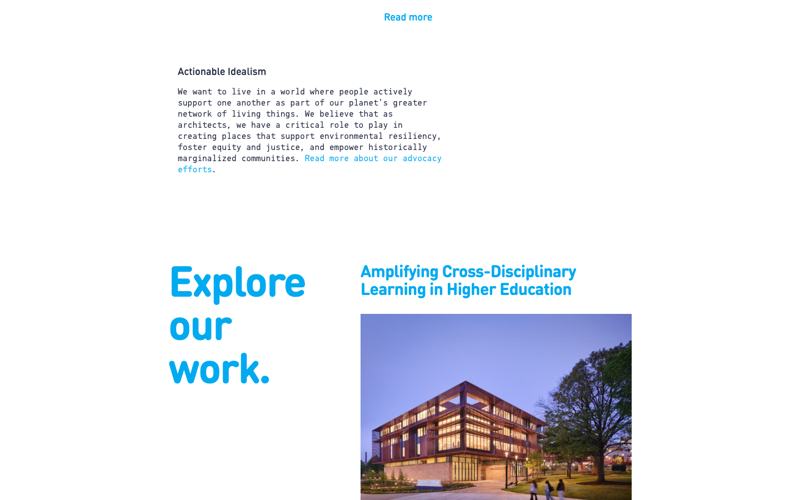 Read more
Actionable Idealism
We want to live in a world where people actively
support one another as part of our planet's greater
network of living things. We believe that as
architects, we have a critical role to play in
creating places that support environmental resiliency,
foster equity and justice, and empower historically
marginalized communities. Read more about our advocacy
efforts.
Explore
our
work.
Amplifying Cross-Disciplinary
Learning in Higher Education